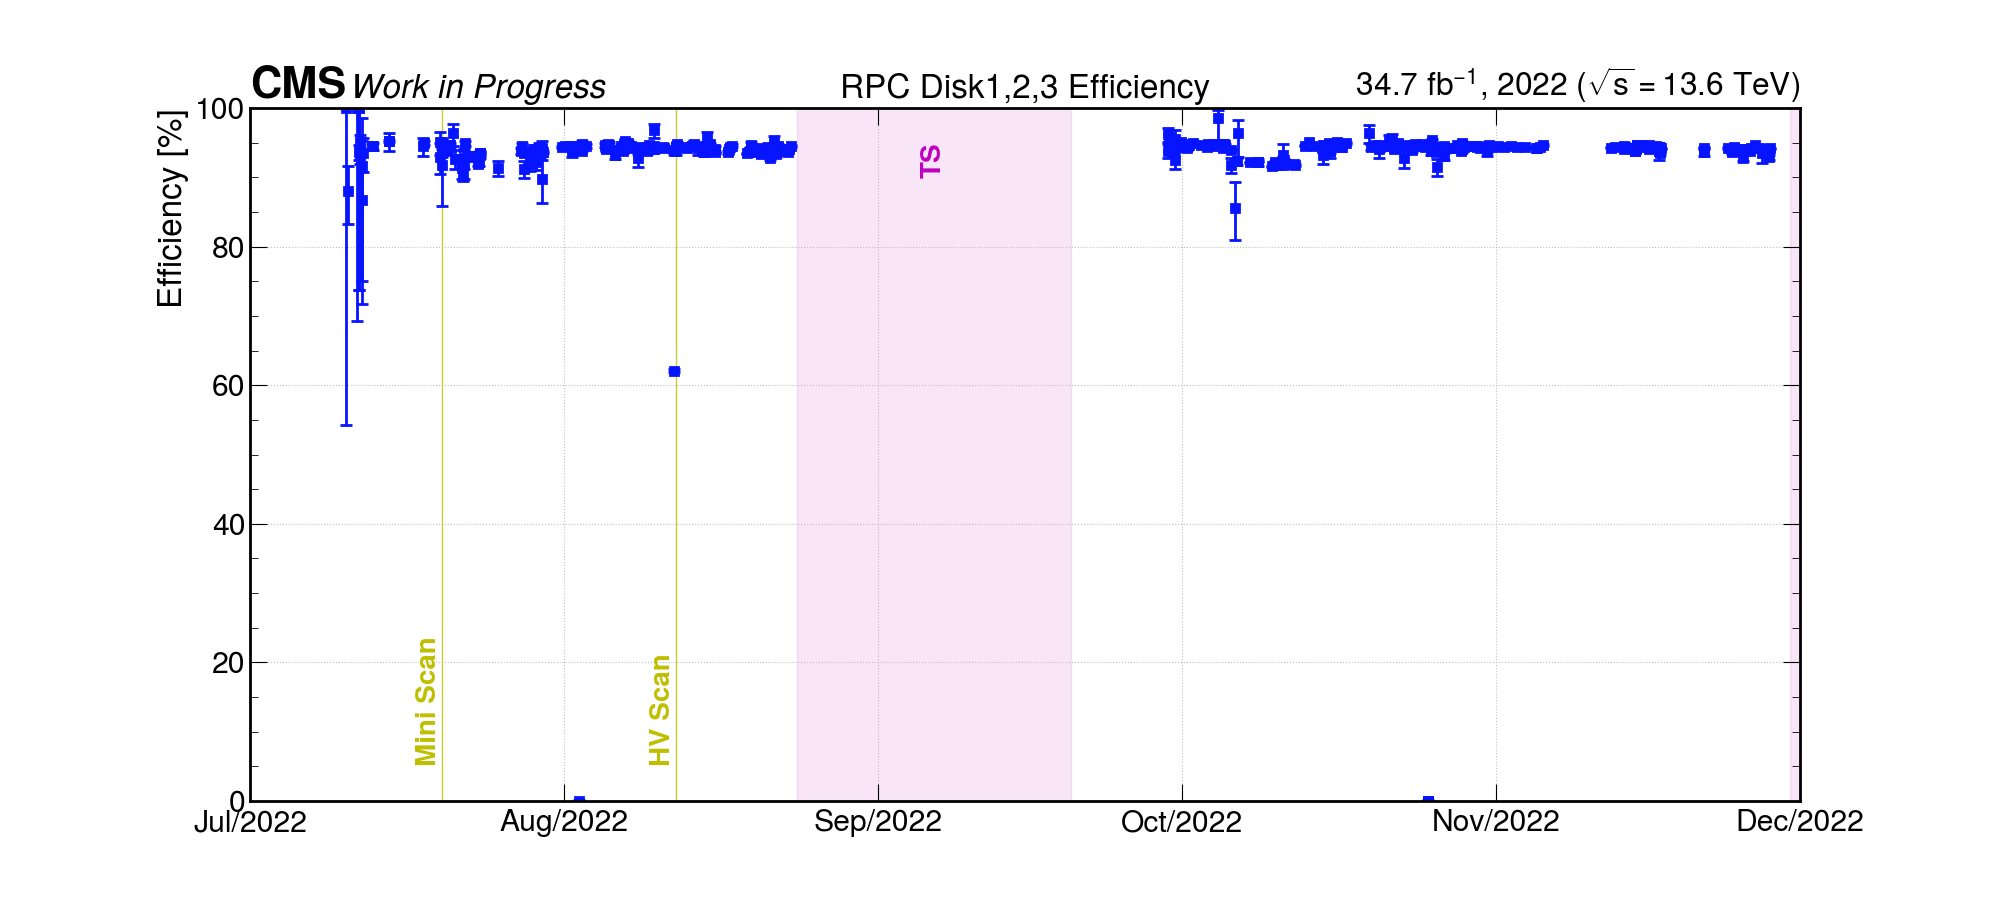 CMS Work in Progress
RPC Disk1,2,3 Efficiency
34.7 fb⁻¹, 2022 (√s = 13.6 TeV)
Efficiency [%]
100
80
60
40
20
0
TS
Mini Scan
HV Scan
Jul/2022
Aug/2022
Sep/2022
Oct/2022
Nov/2022
Dec/2022